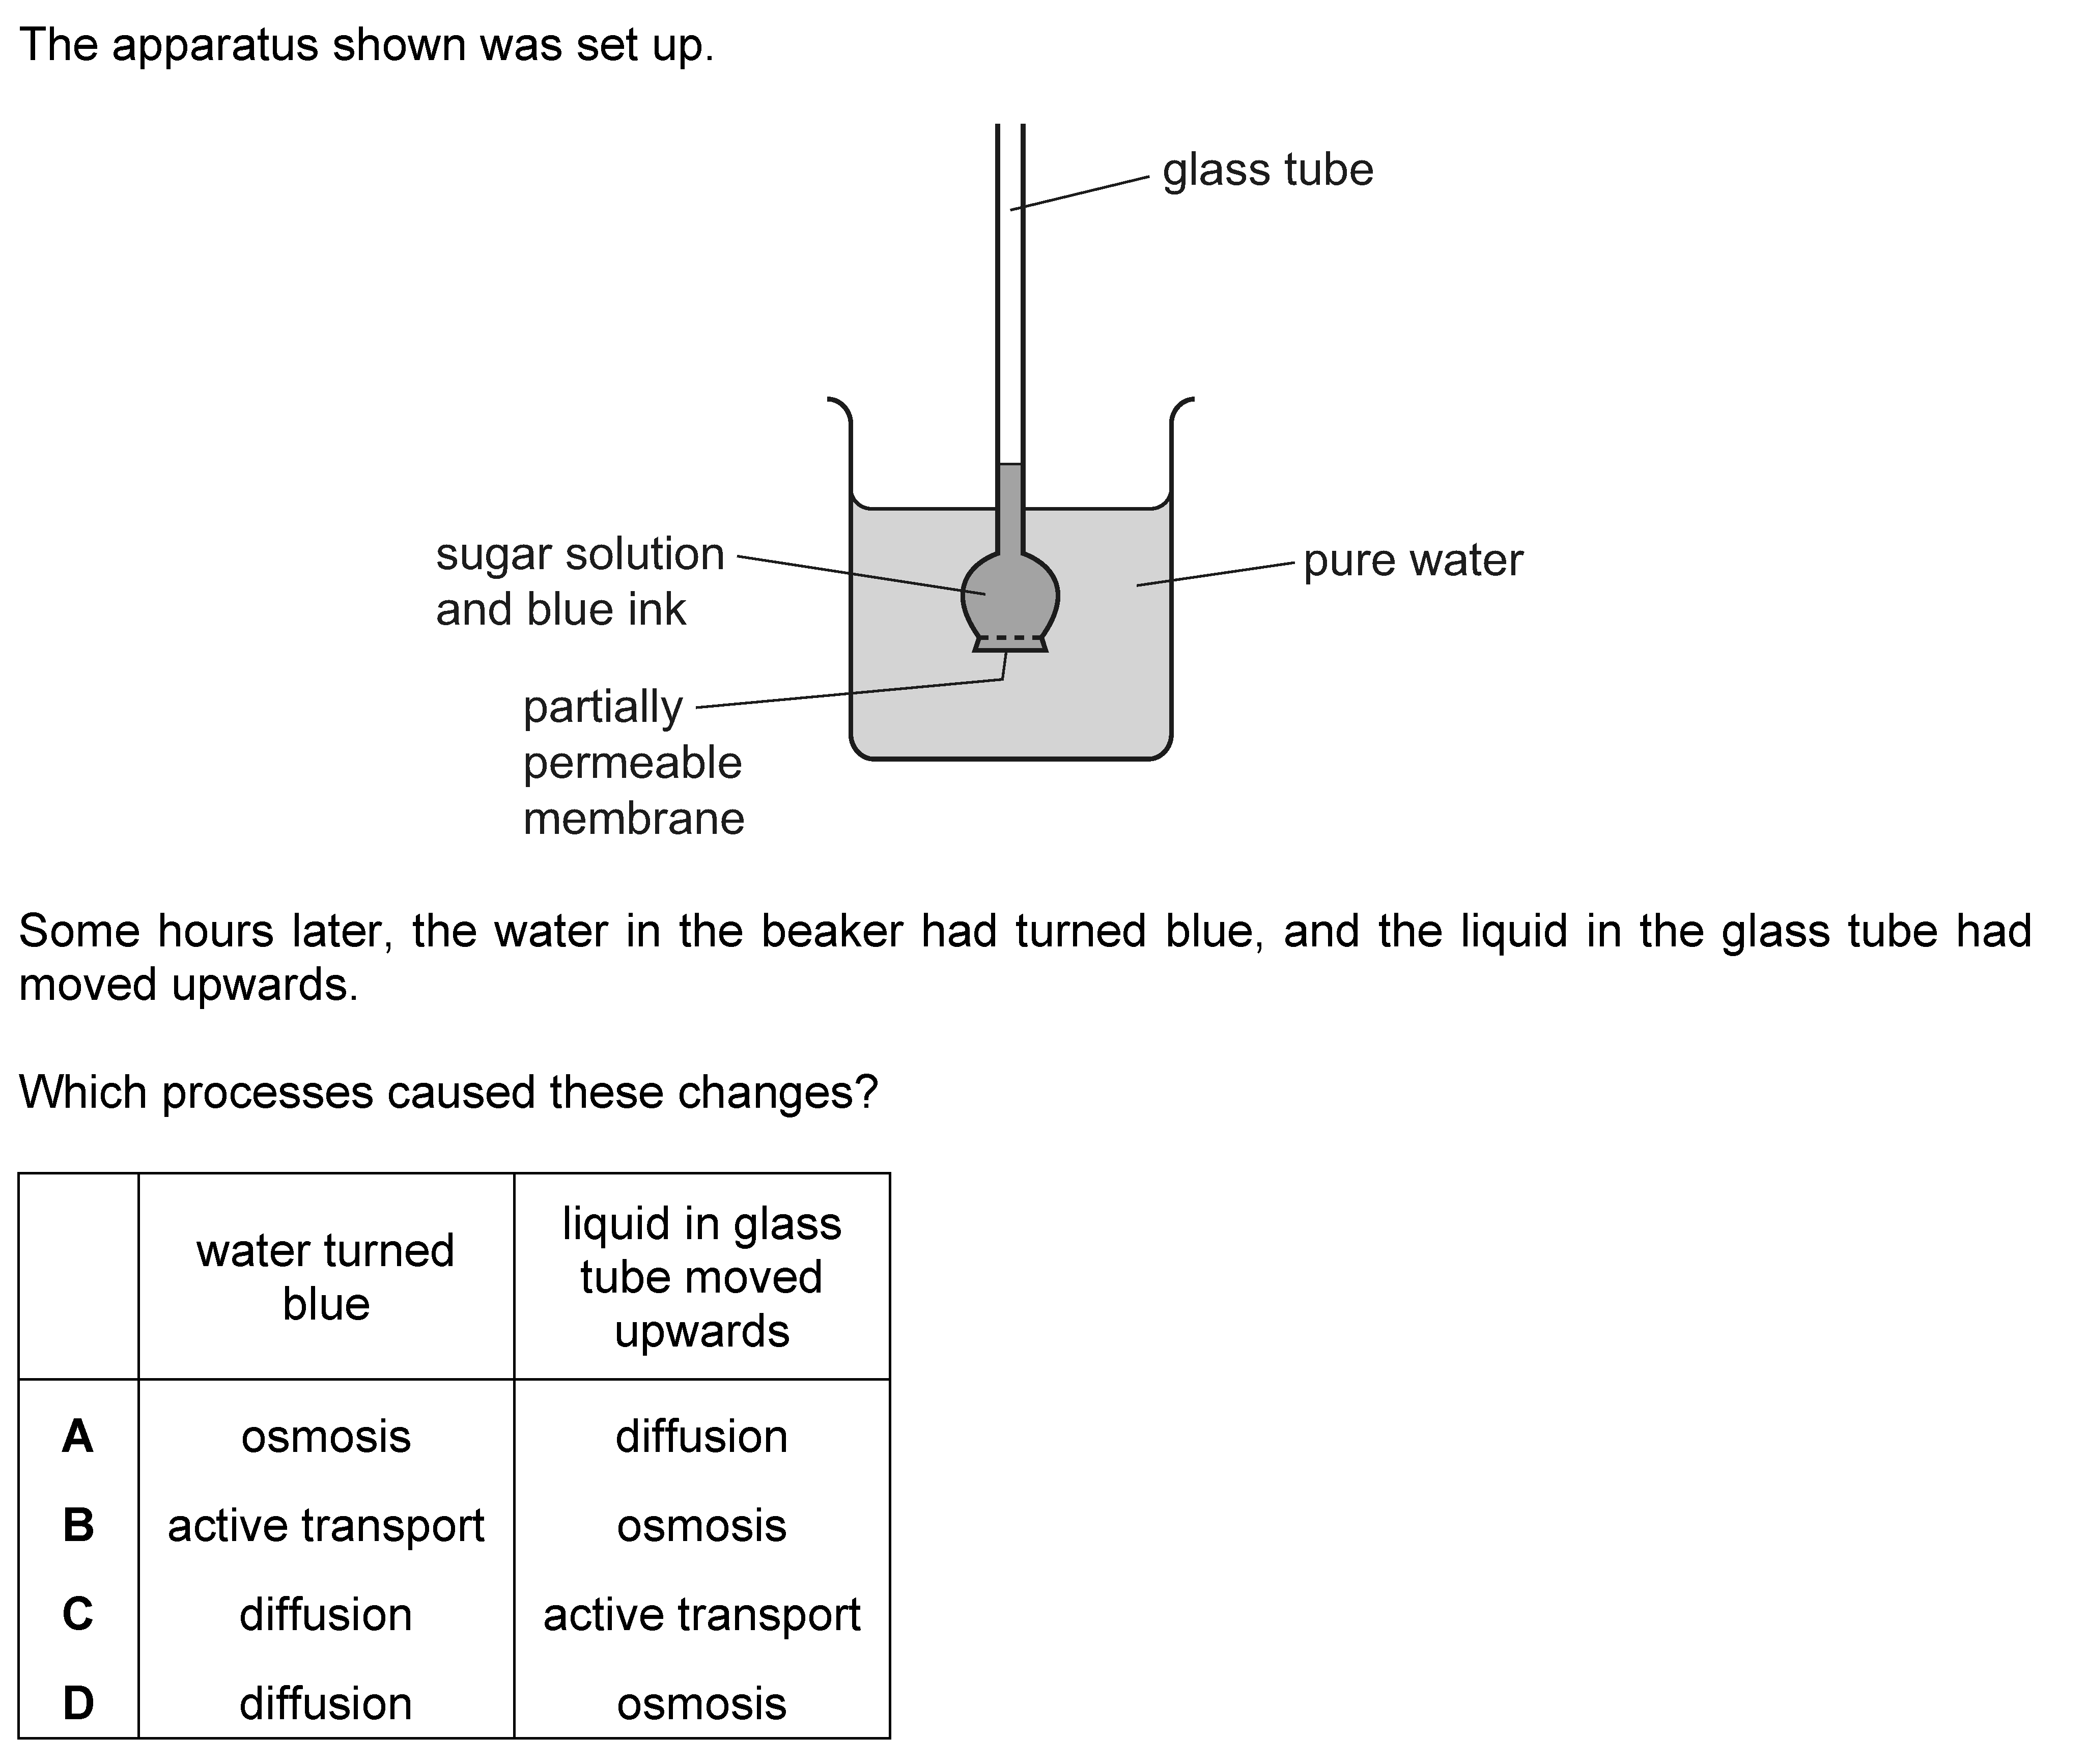 The apparatus shown was set up.
glass tube
sugar solution
and blue ink
pure water
partially
permeable
membrane
Some hours later, the water in the beaker had turned blue, and the liquid in the glass tube had
moved upwards.
Which processes caused these changes?
water turned
blue
liquid in glass
tube moved
upwards
A osmosis diffusion
B active transport osmosis
C diffusion active transport
D diffusion osmosis